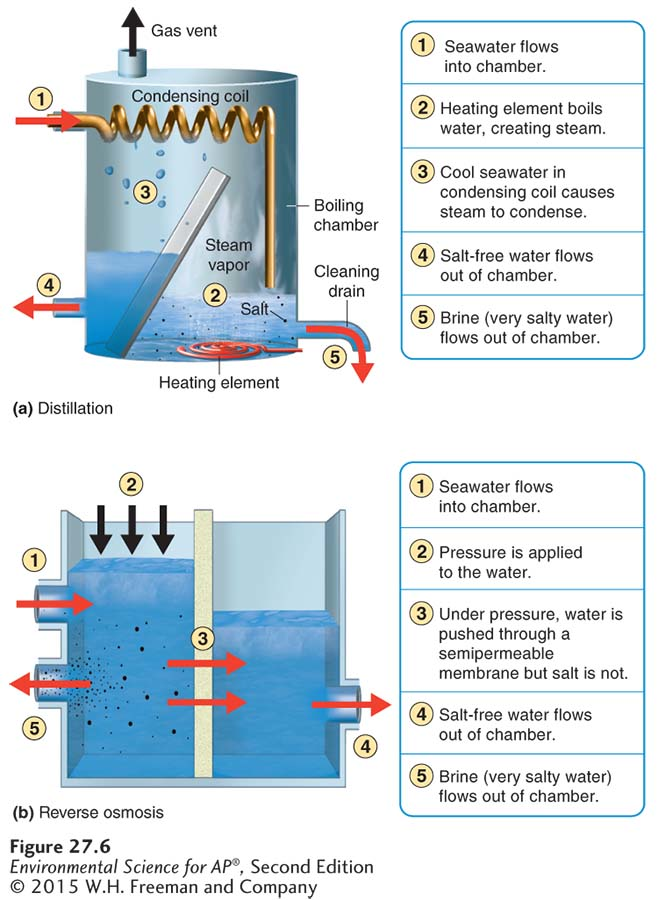 Gas vent
1
Condensing coil
3
Boiling
chamber
Steam
vapor
2
4
Cleaning
drain
Salt
5
Heating element
(a) Distillation
1 Seawater flows
into chamber.
2 Heating element boils
water, creating steam.
3 Cool seawater in
condensing coil causes
steam to condense.
4 Salt-free water flows
out of chamber.
5 Brine (very salty water)
flows out of chamber.
2
1
3
5
4
(b) Reverse osmosis
1 Seawater flows
into chamber.
2 Pressure is applied
to the water.
3 Under pressure, water is
pushed through a
semipermeable
membrane but salt is not.
4 Salt-free water flows
out of chamber.
5 Brine (very salty water)
flows out of chamber.
Figure 27.6
Environmental Science for AP®, Second Edition
© 2015 W.H. Freeman and Company